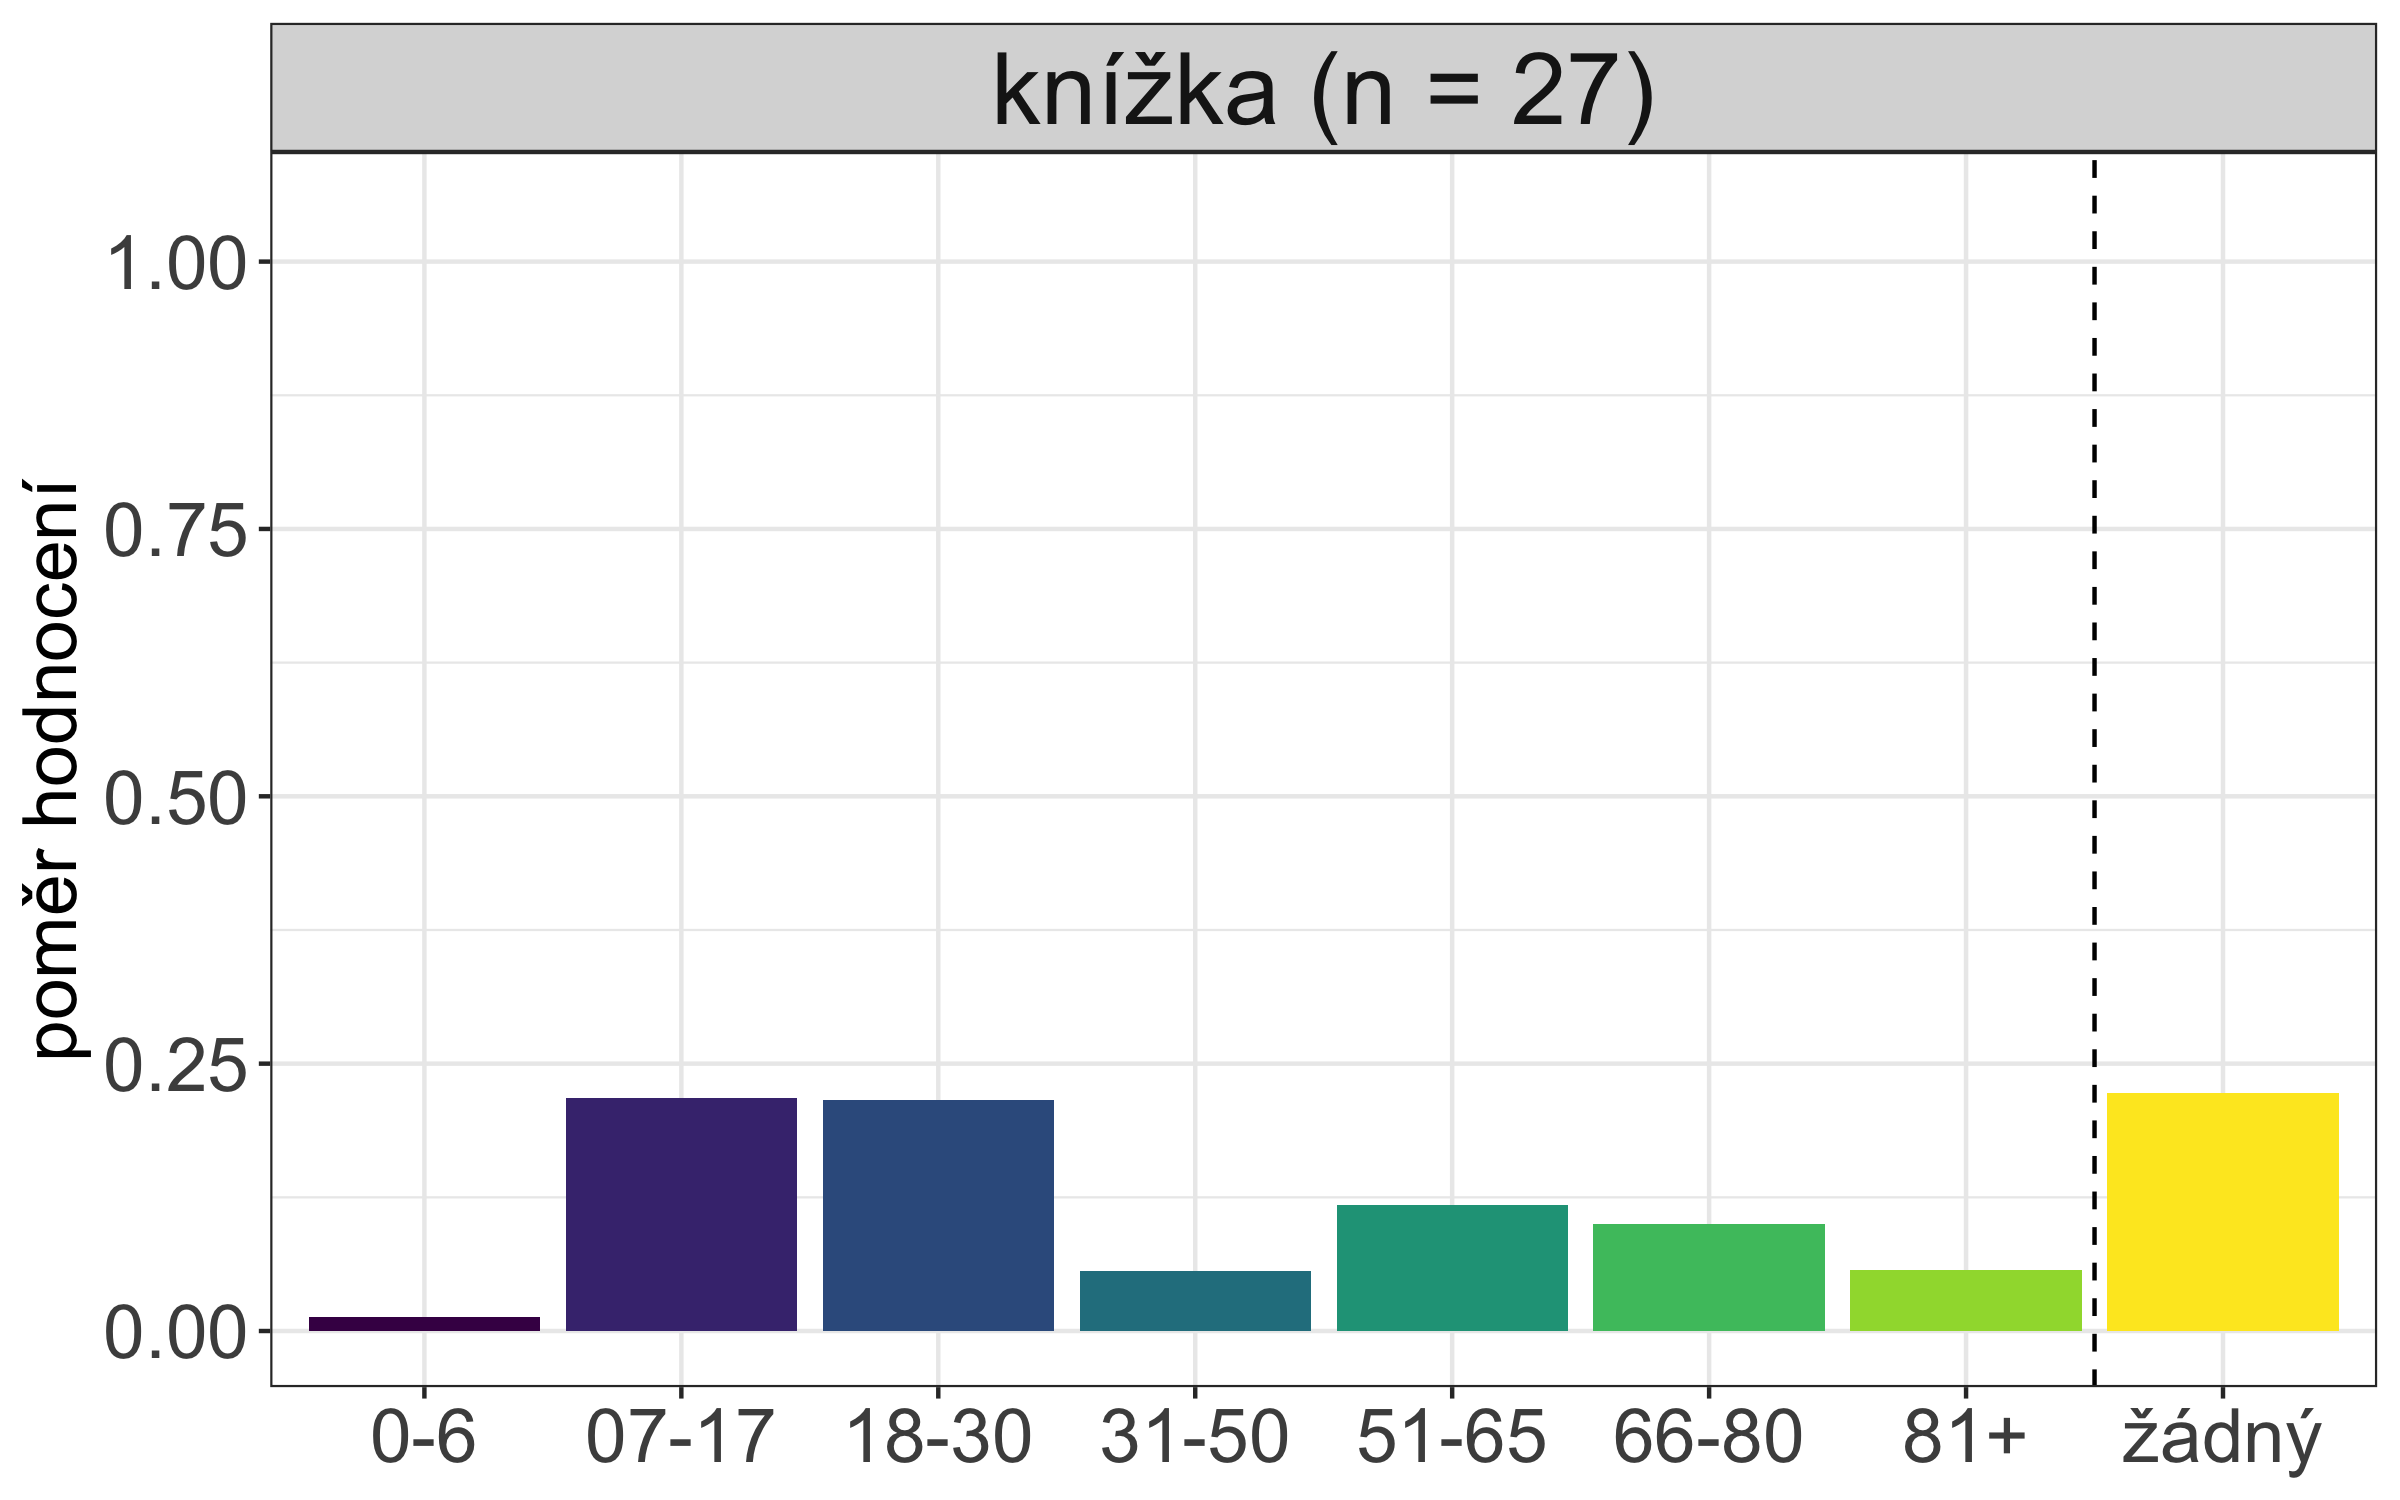 knížka (n = 27)
poměr hodnocení
1.00
0.75
0.50
0.25
0.00
0-6 07-17 18-30 31-50 51-65 66-80 81+ žádný